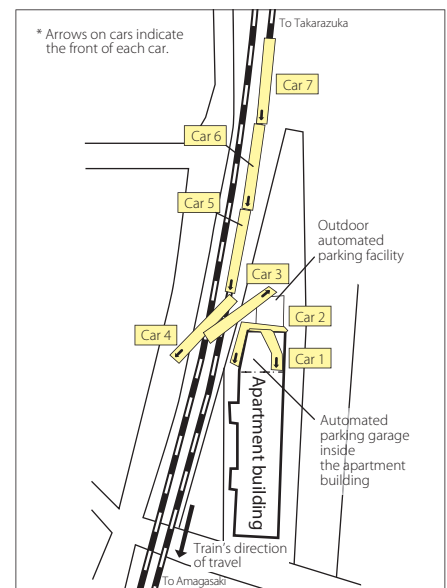 To Takarazuka
* Arrows on cars indicate
the front of each car.
Car 7
Car 6
Car 5
Outdoor
automated
parking facility
Car 3
Car 2
Car 4
Car 1
Apartment building
Automated
parking garage
inside
the apartment
building
Train's direction
of travel
To Amagasaki